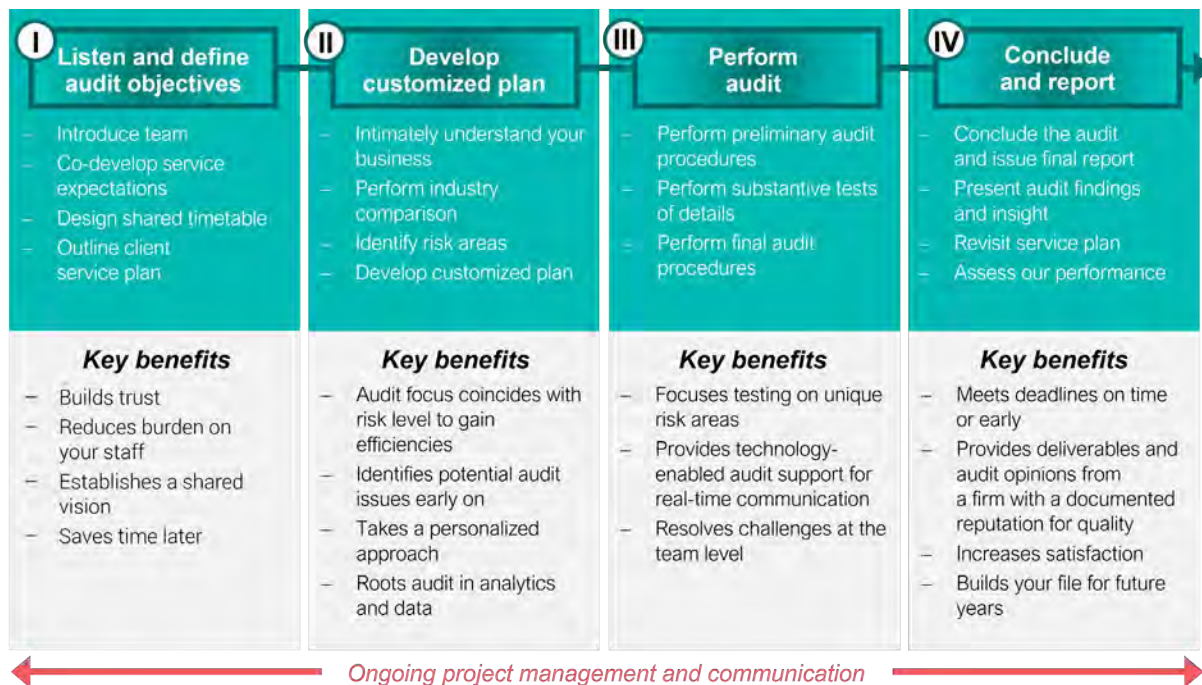 I
Listen and define
audit objectives
– Introduce team
– Co-develop service
expectations
– Design shared timetable
– Outline client
service plan
Key benefits
– Builds trust
– Reduces burden on
your staff
– Establishes a shared
vision
– Saves time later
II
Develop
customized plan
– Intimately understand your
business
– Perform industry
comparison
– Identify risk areas
– Develop customized plan
Key benefits
– Audit focus coincides with
risk level to gain
efficiencies
– Identifies potential audit
issues early on
– Takes a personalized
approach
– Roots audit in analytics
and data
III
Perform
audit
– Perform preliminary audit
procedures
– Perform substantive tests
of details
– Perform final audit
procedures
Key benefits
– Focuses testing on unique
risk areas
– Provides technology-
enabled audit support for
real-time communication
– Resolves challenges at the
team level
IV
Conclude
and report
– Conclude the audit
and issue final report
– Present audit findings
and insight
– Revisit service plan
– Assess our performance
Key benefits
– Meets deadlines on time
or early
– Provides deliverables and
audit opinions from
a firm with a documented
reputation for quality
– Increases satisfaction
– Builds your file for future
years
Ongoing project management and communication